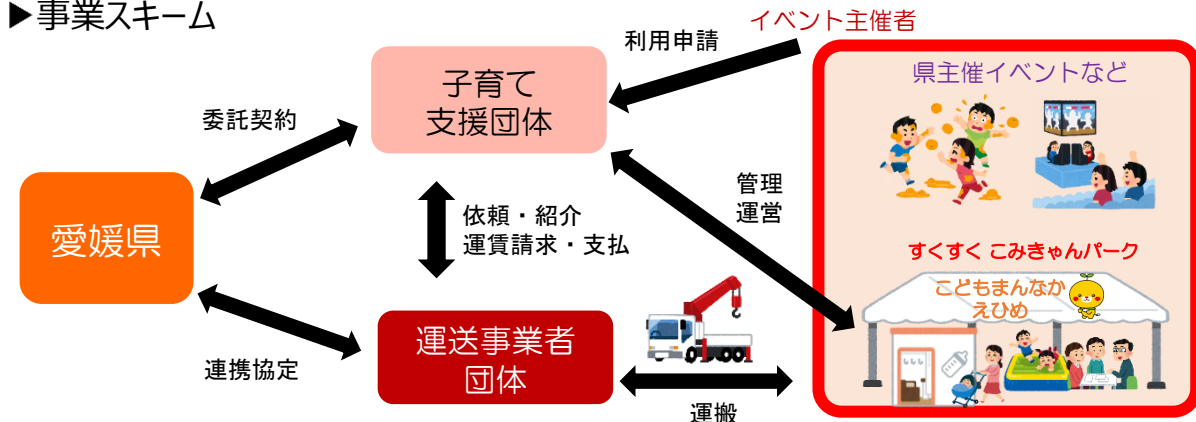 ▶事業スキーム
イベント主催者
利用申請
子育て
支援団体
県主催イベントなど
委託契約
愛媛県
依頼・紹介
運賃請求・支払
管理
運営
すくすく こみきゃんパーク
こどもまんなか
えひめ
連携協定
運送事業者
団体
運搬